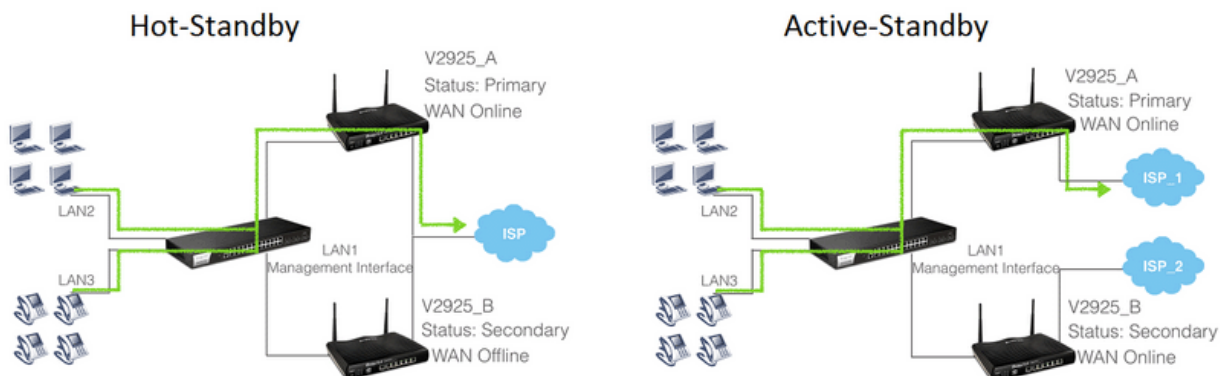 Hot-Standby
V2925_A
Status: Primary
WAN Online
LAN2
LAN1
Management Interface
ISP
LAN3
V2925_B
Status: Secondary
WAN Offline
Active-Standby
V2925_A
Status: Primary
WAN Online
ISP_1
LAN2
LAN1
Management Interface
ISP_2
LAN3
V2925_B
Status: Secondary
WAN Online